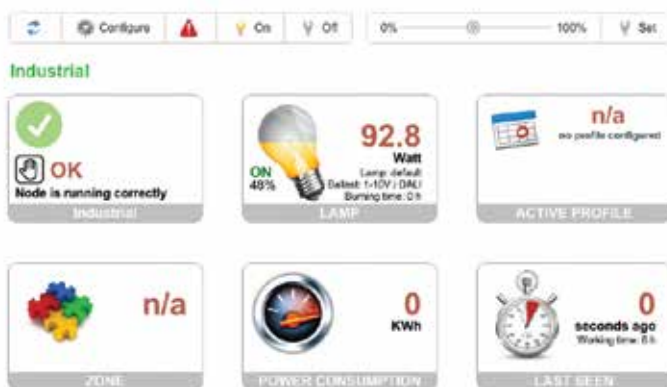 Configure On Off 0% 100% Set
Industrial
OK
Node is running correctly
Industrial
92.8
Watt
ON
48%
Lamp: default
Ballast: 1-10V / DALI
Burning time: 0 h
LAMP
n/a
no profile configured
ACTIVE PROFILE
n/a
ZONE
0
KWh
POWER CONSUMPTION
0
seconds ago
Working time: 6 h
LAST SEEN